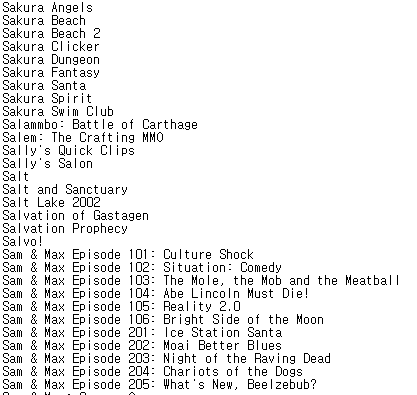 Sakura Angels
Sakura Beach
Sakura Beach 2
Sakura Clicker
Sakura Dungeon
Sakura Fantasy
Sakura Santa
Sakura Spirit
Sakura Swim Club
Salammbo: Battle of Carthage
Salem: The Crafting MMO
Sally's Quick Clips
Sally's Salon
Salt
Salt and Sanctuary
Salt Lake 2002
Salvation of Gastagen
Salvation Prophecy
Salvo!
Sam & Max Episode 101: Culture Shock
Sam & Max Episode 102: Situation: Comedy
Sam & Max Episode 103: The Mole, the Mob and the Meatball
Sam & Max Episode 104: Abe Lincoln Must Die!
Sam & Max Episode 105: Reality 2.0
Sam & Max Episode 106: Bright Side of the Moon
Sam & Max Episode 201: Ice Station Santa
Sam & Max Episode 202: Moai Better Blues
Sam & Max Episode 203: Night of the Raving Dead
Sam & Max Episode 204: Chariots of the Dogs
Sam & Max Episode 205: What's New, Beelzebub?